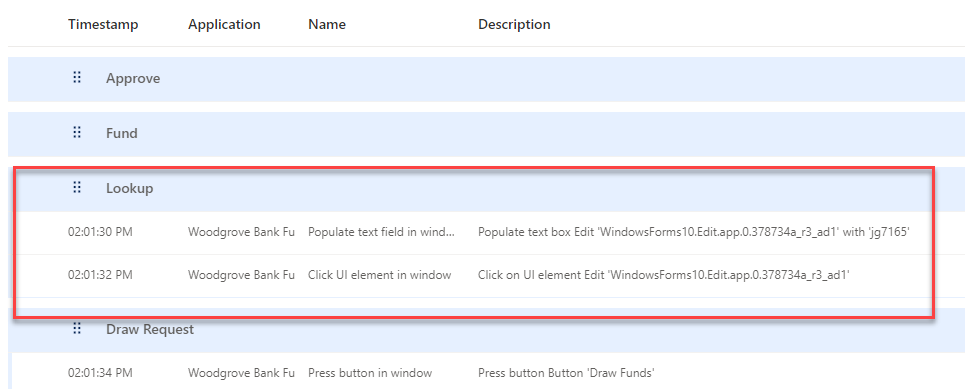 Timestamp Application Name Description
Approve
Fund
Lookup
02:01:30 PM Woodgrove Bank Fu Populate text field in wind... Populate text box Edit 'WindowsForms10.Edit.app.0.378734a_r3_ad1' with 'jg7165'
02:01:32 PM Woodgrove Bank Fu Click UI element in window Click on UI element Edit 'WindowsForms10.Edit.app.0.378734a_r3_ad1'
Draw Request
02:01:34 PM Woodgrove Bank Fu Press button in window Press button Button 'Draw Funds'